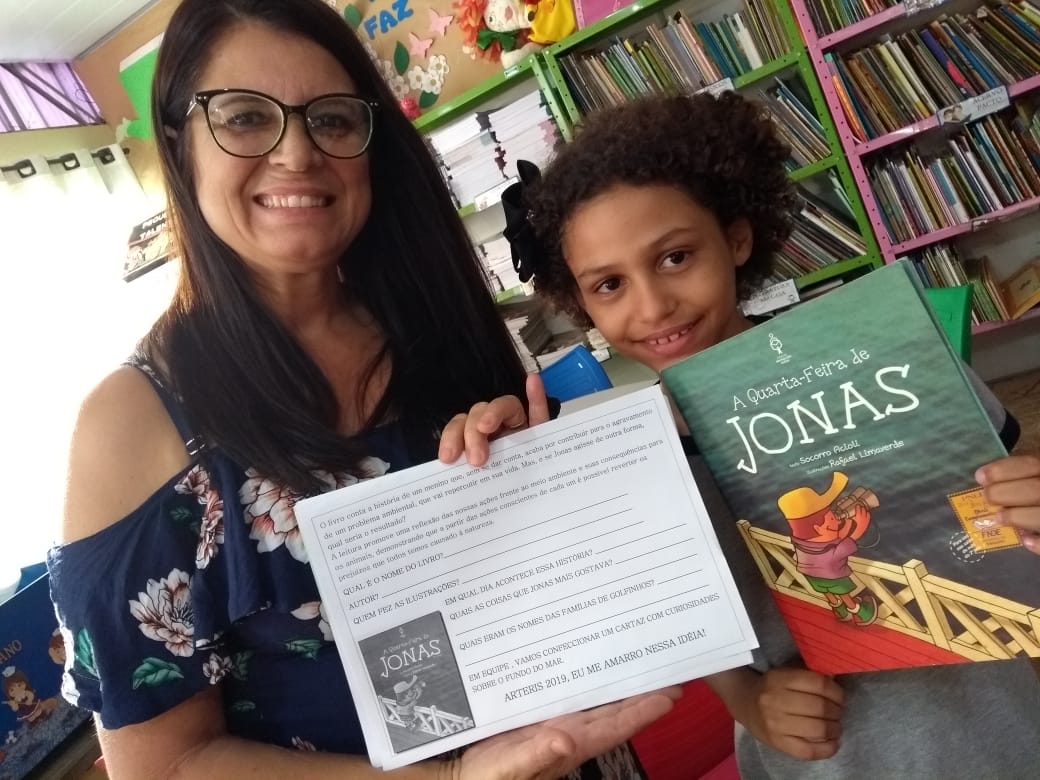 FAZ
ACERVO
PACTO
O livro conta a história de um menino que, sem se dar conta, acaba por contribuir para o agravamento
de um problema ambiental, que vai repercutir em sua vida. Mas, e se Jonas agisse de outra forma,
qual seria o resultado?
A leitura promove uma reflexão das nossas ações frente ao meio ambiente e suas consequências para
os animais, demonstrando que a partir das ações conscientes de cada um é possível reverter os
prejuízos que todos temos causado à natureza.
QUAL É O NOME DO LIVRO?
AUTOR?
QUEM FEZ AS ILUSTRAÇÕES?
EM QUAL DIA ACONTECE ESSA HISTÓRIA?
QUAIS AS COISAS QUE JONAS MAIS GOSTAVA?
QUAIS ERAM OS NOMES DAS FAMILIAS DE GOLFINHOS?
EM EQUIPE , VAMOS CONFECCIONAR UM CARTAZ COM CURIOSIDADES
SOBRE O FUNDO DO MAR.
ARTERIS 2019, EU ME AMARRO NESSA IDÉIA!
A QUARTA-FEIRA DE
JONAS
A Quarta-Feira de
JONAS
texto Socorro Acioli
ilustrações Rafael Limaverde
FNDE
ANO